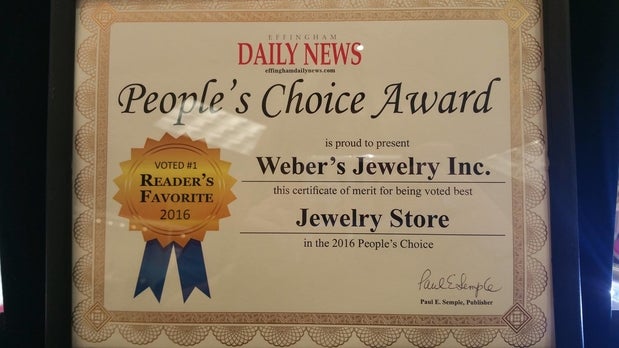 EFFINGHAM
DAILY NEWS
effinghamdailynews.com
People's Choice Award
is proud to present
Weber's Jewelry Inc.
this certificate of merit for being voted best
Jewelry Store
in the 2016 People's Choice
VOTED #1
READER'S
FAVORITE
2016
Paul E Semple
Paul E. Semple, Publisher